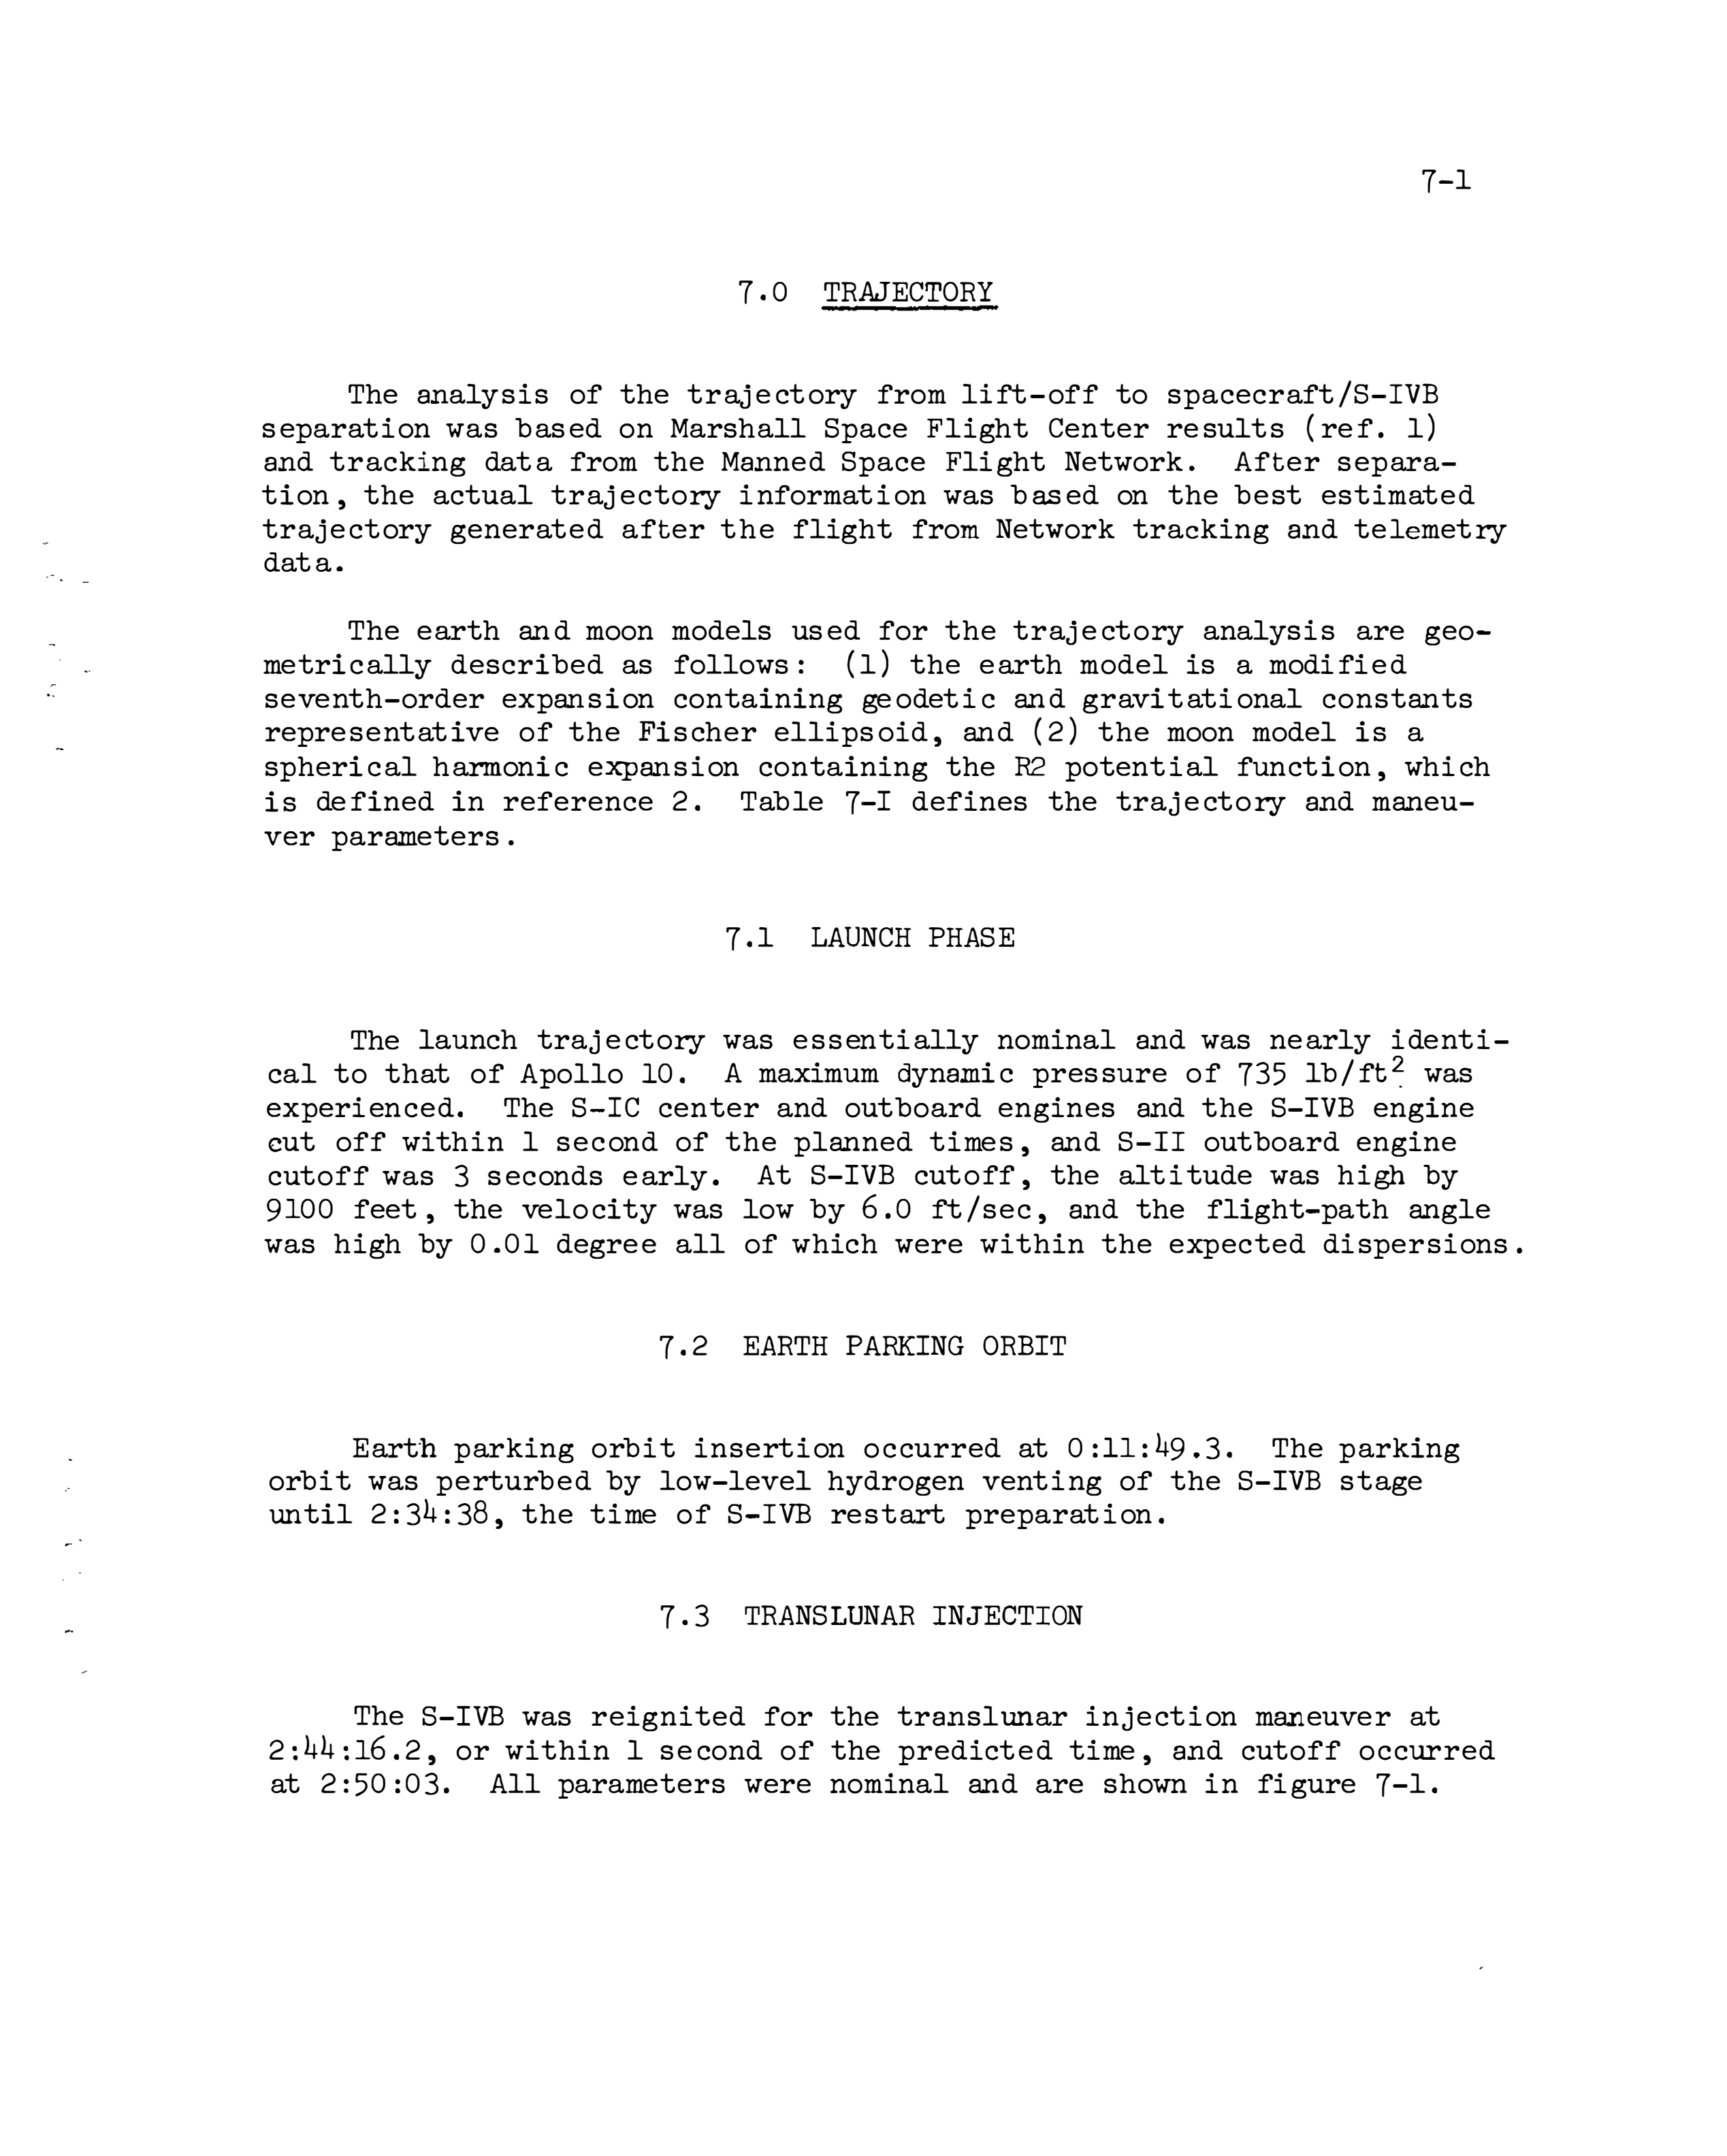 7-1
7.0 TRAJECTORY
The analysis of the trajectory from lift-off to spacecraft/S-IVB
separation was based on Marshall Space Flight Center results (ref. 1)
and tracking data from the Manned Space Flight Network. After separa-
tion, the actual trajectory information was based on the best estimated
trajectory generated after the flight from Network tracking and telemetry
data.
The earth and moon models used for the trajectory analysis are geo-
metrically described as follows: (1) the earth model is a modified
seventh-order expansion containing geodetic and gravitational constants
representative of the Fischer ellipsoid, and (2) the moon model is a
spherical harmonic expansion containing the R2 potential function, which
is defined in reference 2. Table 7-I defines the trajectory and maneu-
ver parameters.
7.1 LAUNCH PHASE
The launch trajectory was essentially nominal and was nearly identi-
cal to that of Apollo 10. A maximum dynamic pressure of 735 lb/ft² was
experienced. The S-IC center and outboard engines and the S-IVB engine
cut off within 1 second of the planned times, and S-II outboard engine
cutoff was 3 seconds early. At S-IVB cutoff, the altitude was high by
9100 feet, the velocity was low by 6.0 ft/sec, and the flight-path angle
was high by 0.01 degree all of which were within the expected dispersions.
7.2 EARTH PARKING ORBIT
Earth parking orbit insertion occurred at 0:11:49.3. The parking
orbit was perturbed by low-level hydrogen venting of the S-IVB stage
until 2:34:38, the time of S-IVB restart preparation.
7.3 TRANSLUNAR INJECTION
The S-IVB was reignited for the translunar injection maneuver at
2:44:16.2, or within 1 second of the predicted time, and cutoff occurred
at 2:50:03. All parameters were nominal and are shown in figure 7-1.